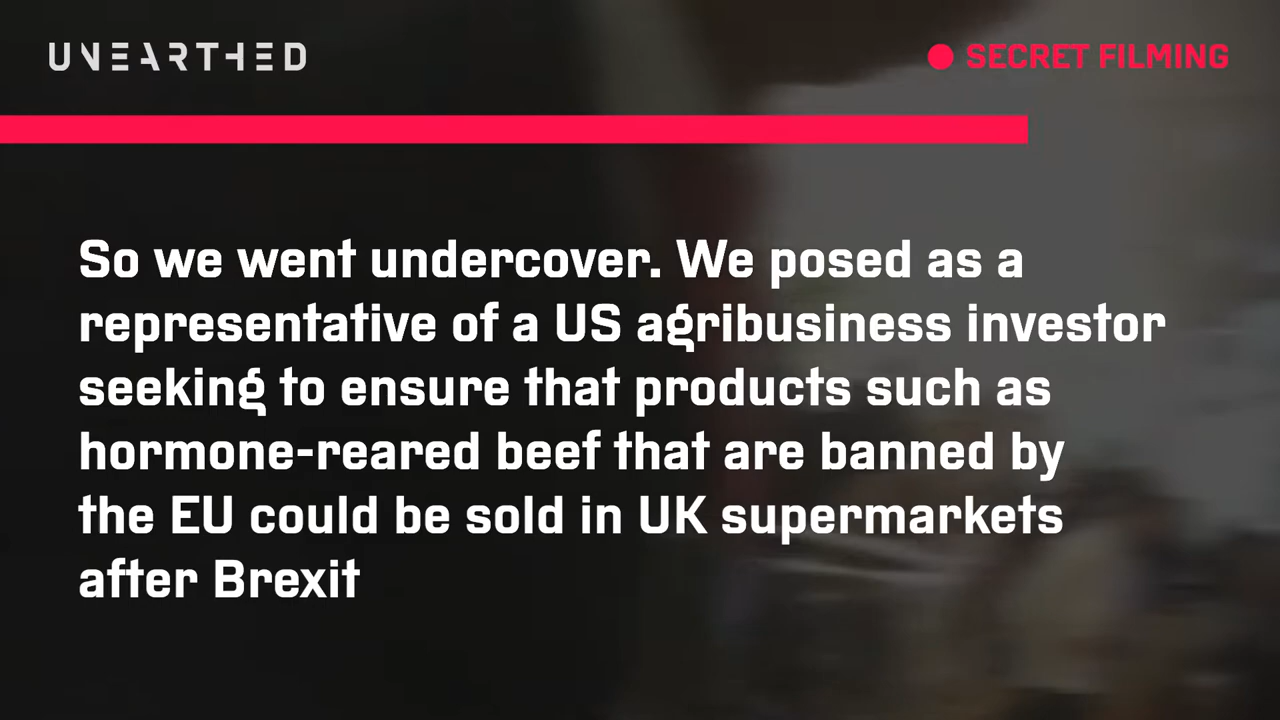 UNEARTHED
SECRET FILMING
So we went undercover. We posed as a
representative of a US agribusiness investor
seeking to ensure that products such as
hormone-reared beef that are banned by
the EU could be sold in UK supermarkets
after Brexit